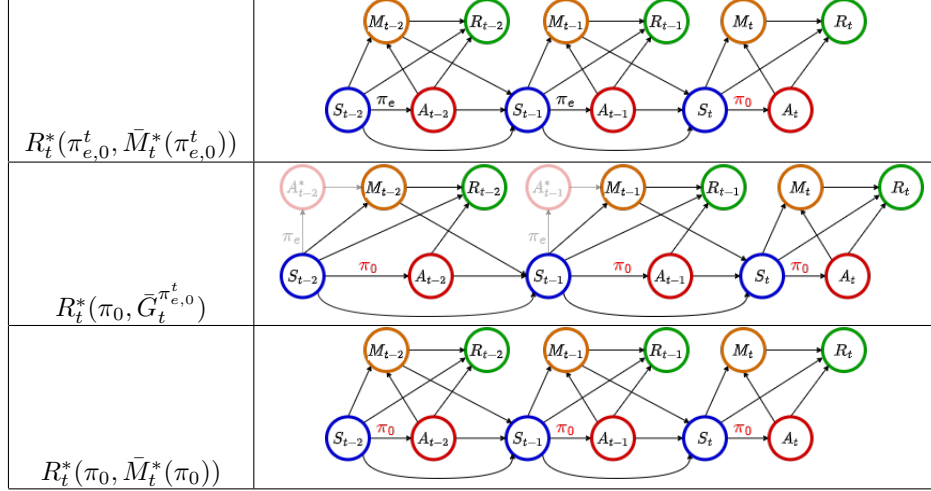 M_{t-2} R_{t-2} M_{t-1} R_{t-1} M_t R_t
S_{t-2} π_e A_{t-2} S_{t-1} π_e A_{t-1} S_t π_0 A_t
R_t^*(π_{e,0}^t, \bar{M}_t^*(π_{e,0}^t))
A_{t-2}^* M_{t-2} R_{t-2} A_{t-1}^* M_{t-1} R_{t-1} M_t R_t
π_e π_e
S_{t-2} π_0 A_{t-2} S_{t-1} π_0 A_{t-1} S_t π_0 A_t
R_t^*(π_0, \bar{G}_t^{π_{e,0}^t})
M_{t-2} R_{t-2} M_{t-1} R_{t-1} M_t R_t
S_{t-2} π_0 A_{t-2} S_{t-1} π_0 A_{t-1} S_t π_0 A_t
R_t^*(π_0, \bar{M}_t^*(π_0))